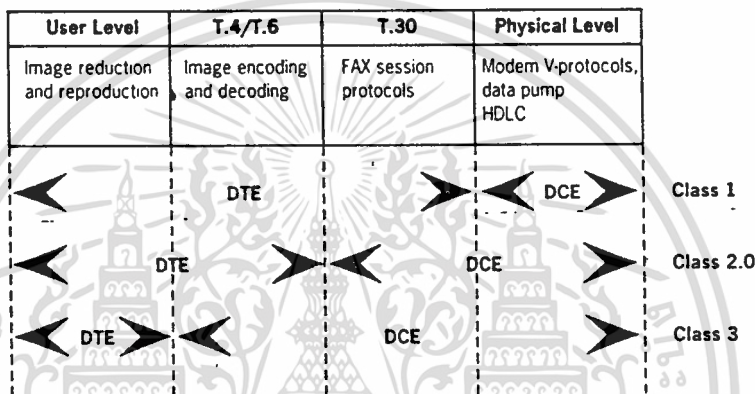 User Level T.4/T.6 T.30 Physical Level
Image reduction and reproduction
Image encoding and decoding
FAX session protocols
Modem V-protocols, data pump HDLC
DTE DCE Class 1
DTE DCE Class 2.0
DTE DCE Class 3